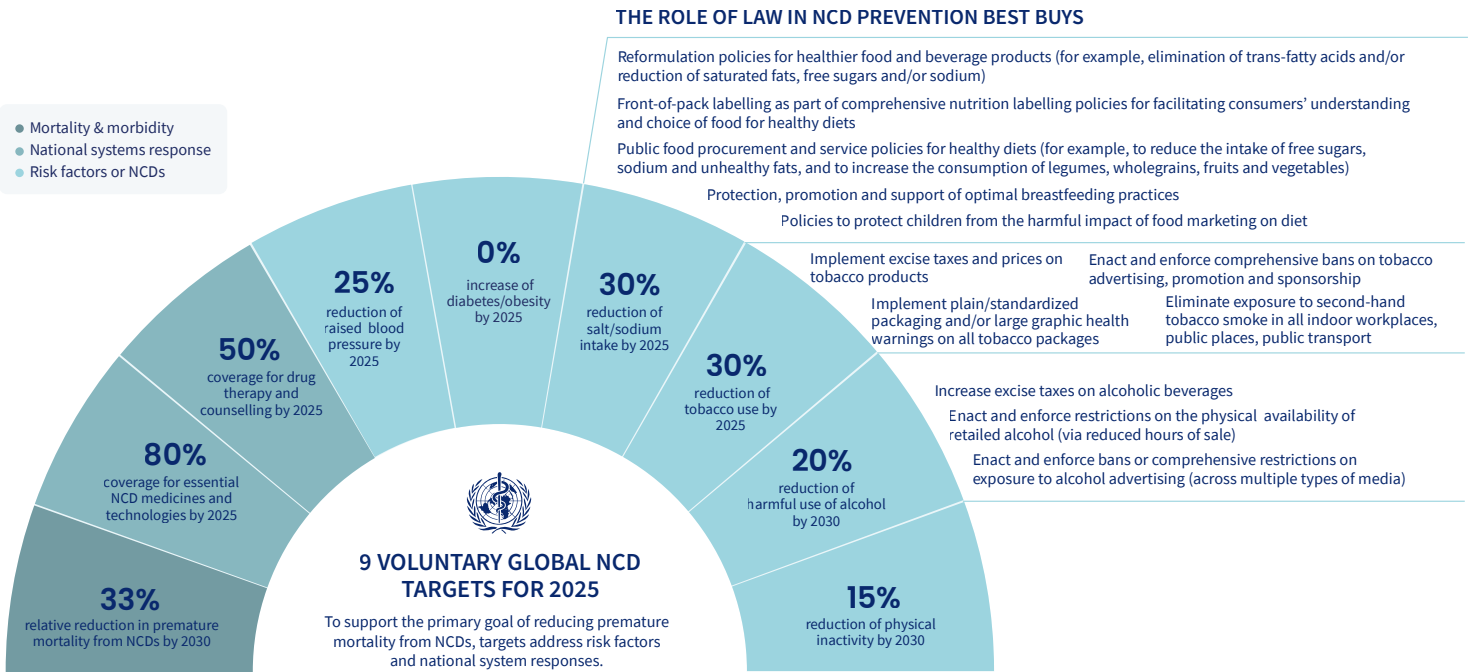 THE ROLE OF LAW IN NCD PREVENTION BEST BUYS
Reformulation policies for healthier food and beverage products (for example, elimination of trans-fatty acids and/or
reduction of saturated fats, free sugars and/or sodium)
Front-of-pack labelling as part of comprehensive nutrition labelling policies for facilitating consumers’ understanding
and choice of food for healthy diets
Public food procurement and service policies for healthy diets (for example, to reduce the intake of free sugars,
sodium and unhealthy fats, and to increase the consumption of legumes, wholegrains, fruits and vegetables)
Protection, promotion and support of optimal breastfeeding practices
Policies to protect children from the harmful impact of food marketing on diet
Implement excise taxes and prices on
tobacco products
Enact and enforce comprehensive bans on tobacco
advertising, promotion and sponsorship
Implement plain/standardized
packaging and/or large graphic health
warnings on all tobacco packages
Eliminate exposure to second-hand
tobacco smoke in all indoor workplaces,
public places, public transport
Increase excise taxes on alcoholic beverages
Enact and enforce restrictions on the physical availability of
retailed alcohol (via reduced hours of sale)
Enact and enforce bans or comprehensive restrictions on
exposure to alcohol advertising (across multiple types of media)
Mortality & morbidity
National systems response
Risk factors or NCDs
33%
relative reduction in premature
mortality from NCDs by 2030
80%
coverage for essential
NCD medicines and
technologies by 2025
50%
coverage for drug
therapy and
counselling by 2025
25%
reduction of
raised blood
pressure by
2025
0%
increase of
diabetes/obesity
by 2025
30%
reduction of
salt/sodium
intake by 2025
30%
reduction of
tobacco use by
2025
20%
reduction of
harmful use of alcohol
by 2030
15%
reduction of physical
inactivity by 2030
9 VOLUNTARY GLOBAL NCD
TARGETS FOR 2025
To support the primary goal of reducing premature
mortality from NCDs, targets address risk factors
and national system responses.